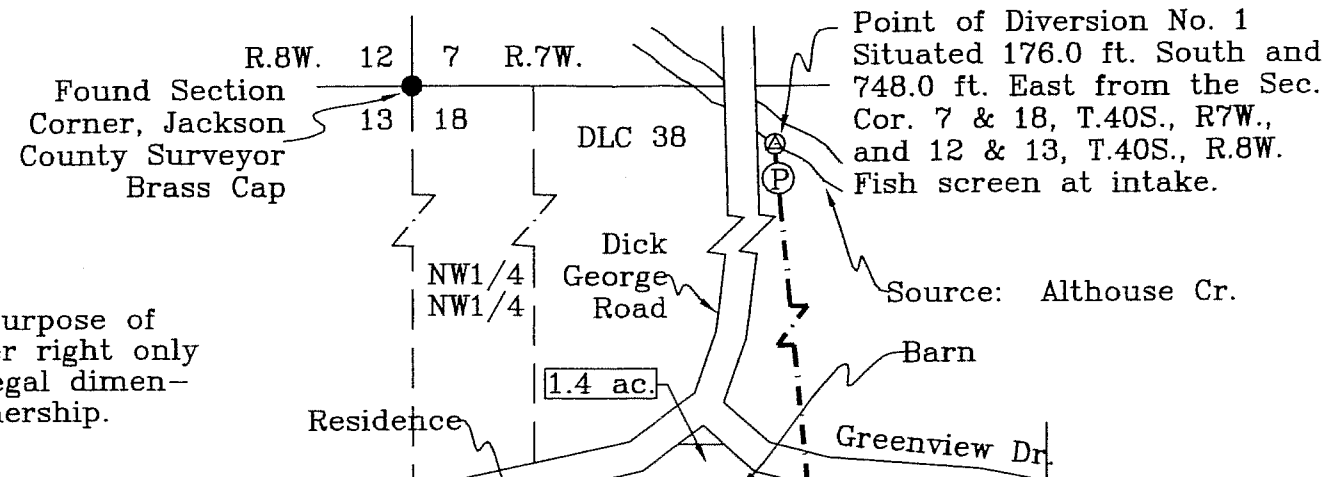 R.8W. 12 7 R.7W.
13 18
Found Section
Corner, Jackson
County Surveyor
Brass Cap
DLC 38
Point of Diversion No. 1
Situated 176.0 ft. South and
748.0 ft. East from the Sec.
Cor. 7 & 18, T.40S., R7W.,
and 12 & 13, T.40S., R.8W.
Fish screen at intake.
P
NW1/4
NW1/4
Dick
George
Road
Source: Althouse Cr.
urpose of
r right only
egal dimen-
ership.
1.4 ac.
Barn
Residence
Greenview Dr.